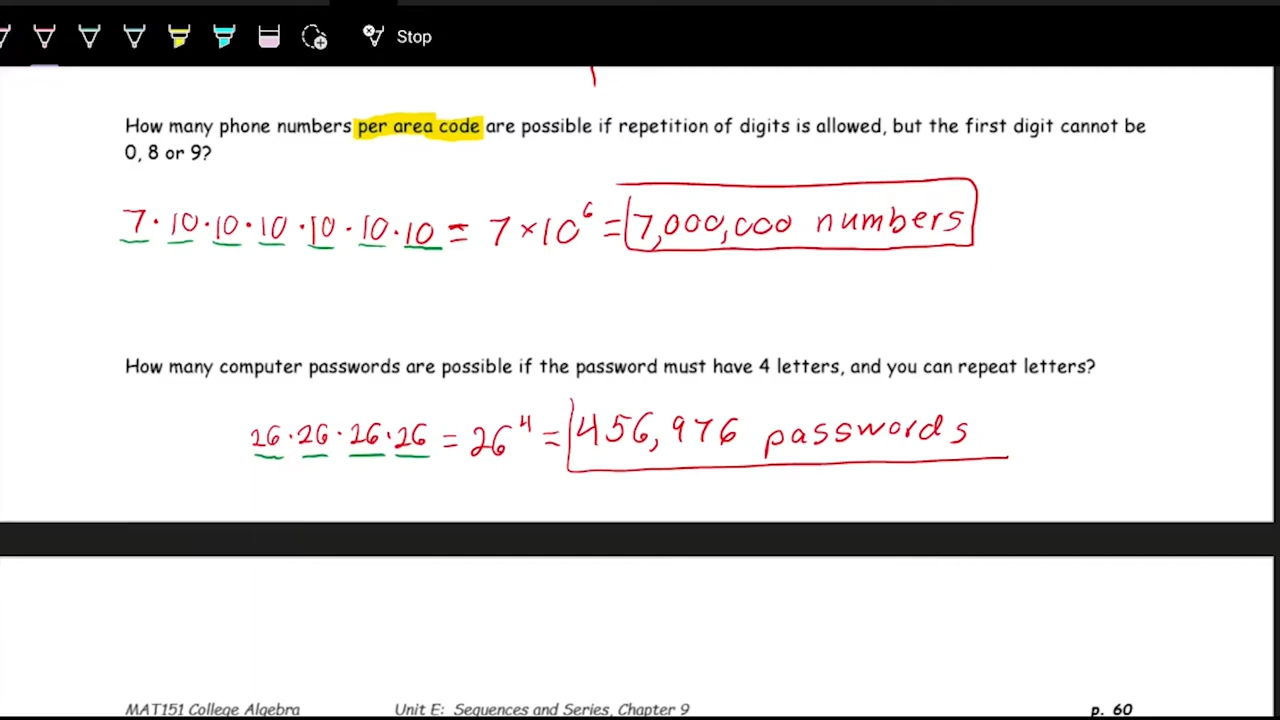 Stop
How many phone numbers per area code are possible if repetition of digits is allowed, but the first digit cannot be
0, 8 or 9?
7 · 10 · 10 · 10 · 10 · 10 · 10 = 7 × 10⁶ = 7,000,000 numbers
How many computer passwords are possible if the password must have 4 letters, and you can repeat letters?
26 · 26 · 26 · 26 = 26⁴ = 456,976 passwords
MAT151 College Algebra Unit E: Sequences and Series, Chapter 9 p. 60